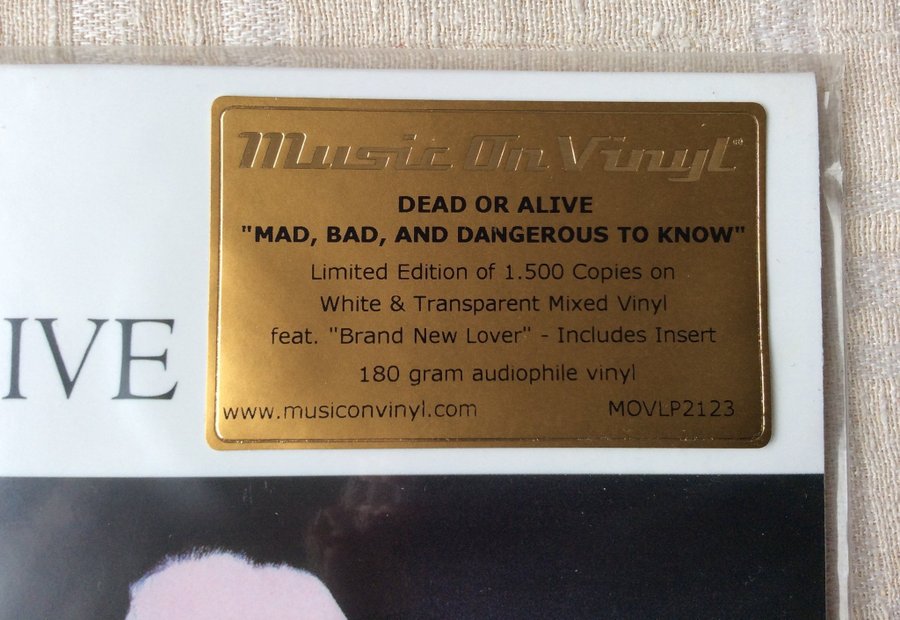 Music On Vinyl
DEAD OR ALIVE
"MAD, BAD, AND DANGEROUS TO KNOW"
Limited Edition of 1.500 Copies on
White & Transparent Mixed Vinyl
feat. "Brand New Lover" - Includes Insert
180 gram audiophile vinyl
www.musiconvinyl.com MOVLP2123
IVE